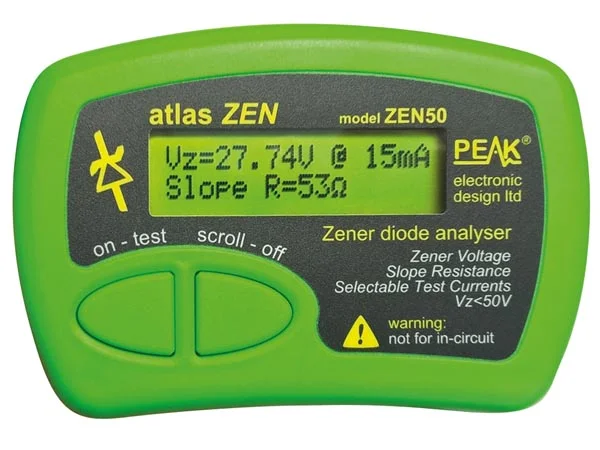 atlas ZEN
model ZEN50
Vz=27.74V @ 15mA
Slope R=53Ω
PEAK®
electronic
design ltd
on - test
scroll - off
Zener diode analyser
Zener Voltage
Slope Resistance
Selectable Test Currents
Vz<50V
warning:
not for in-circuit